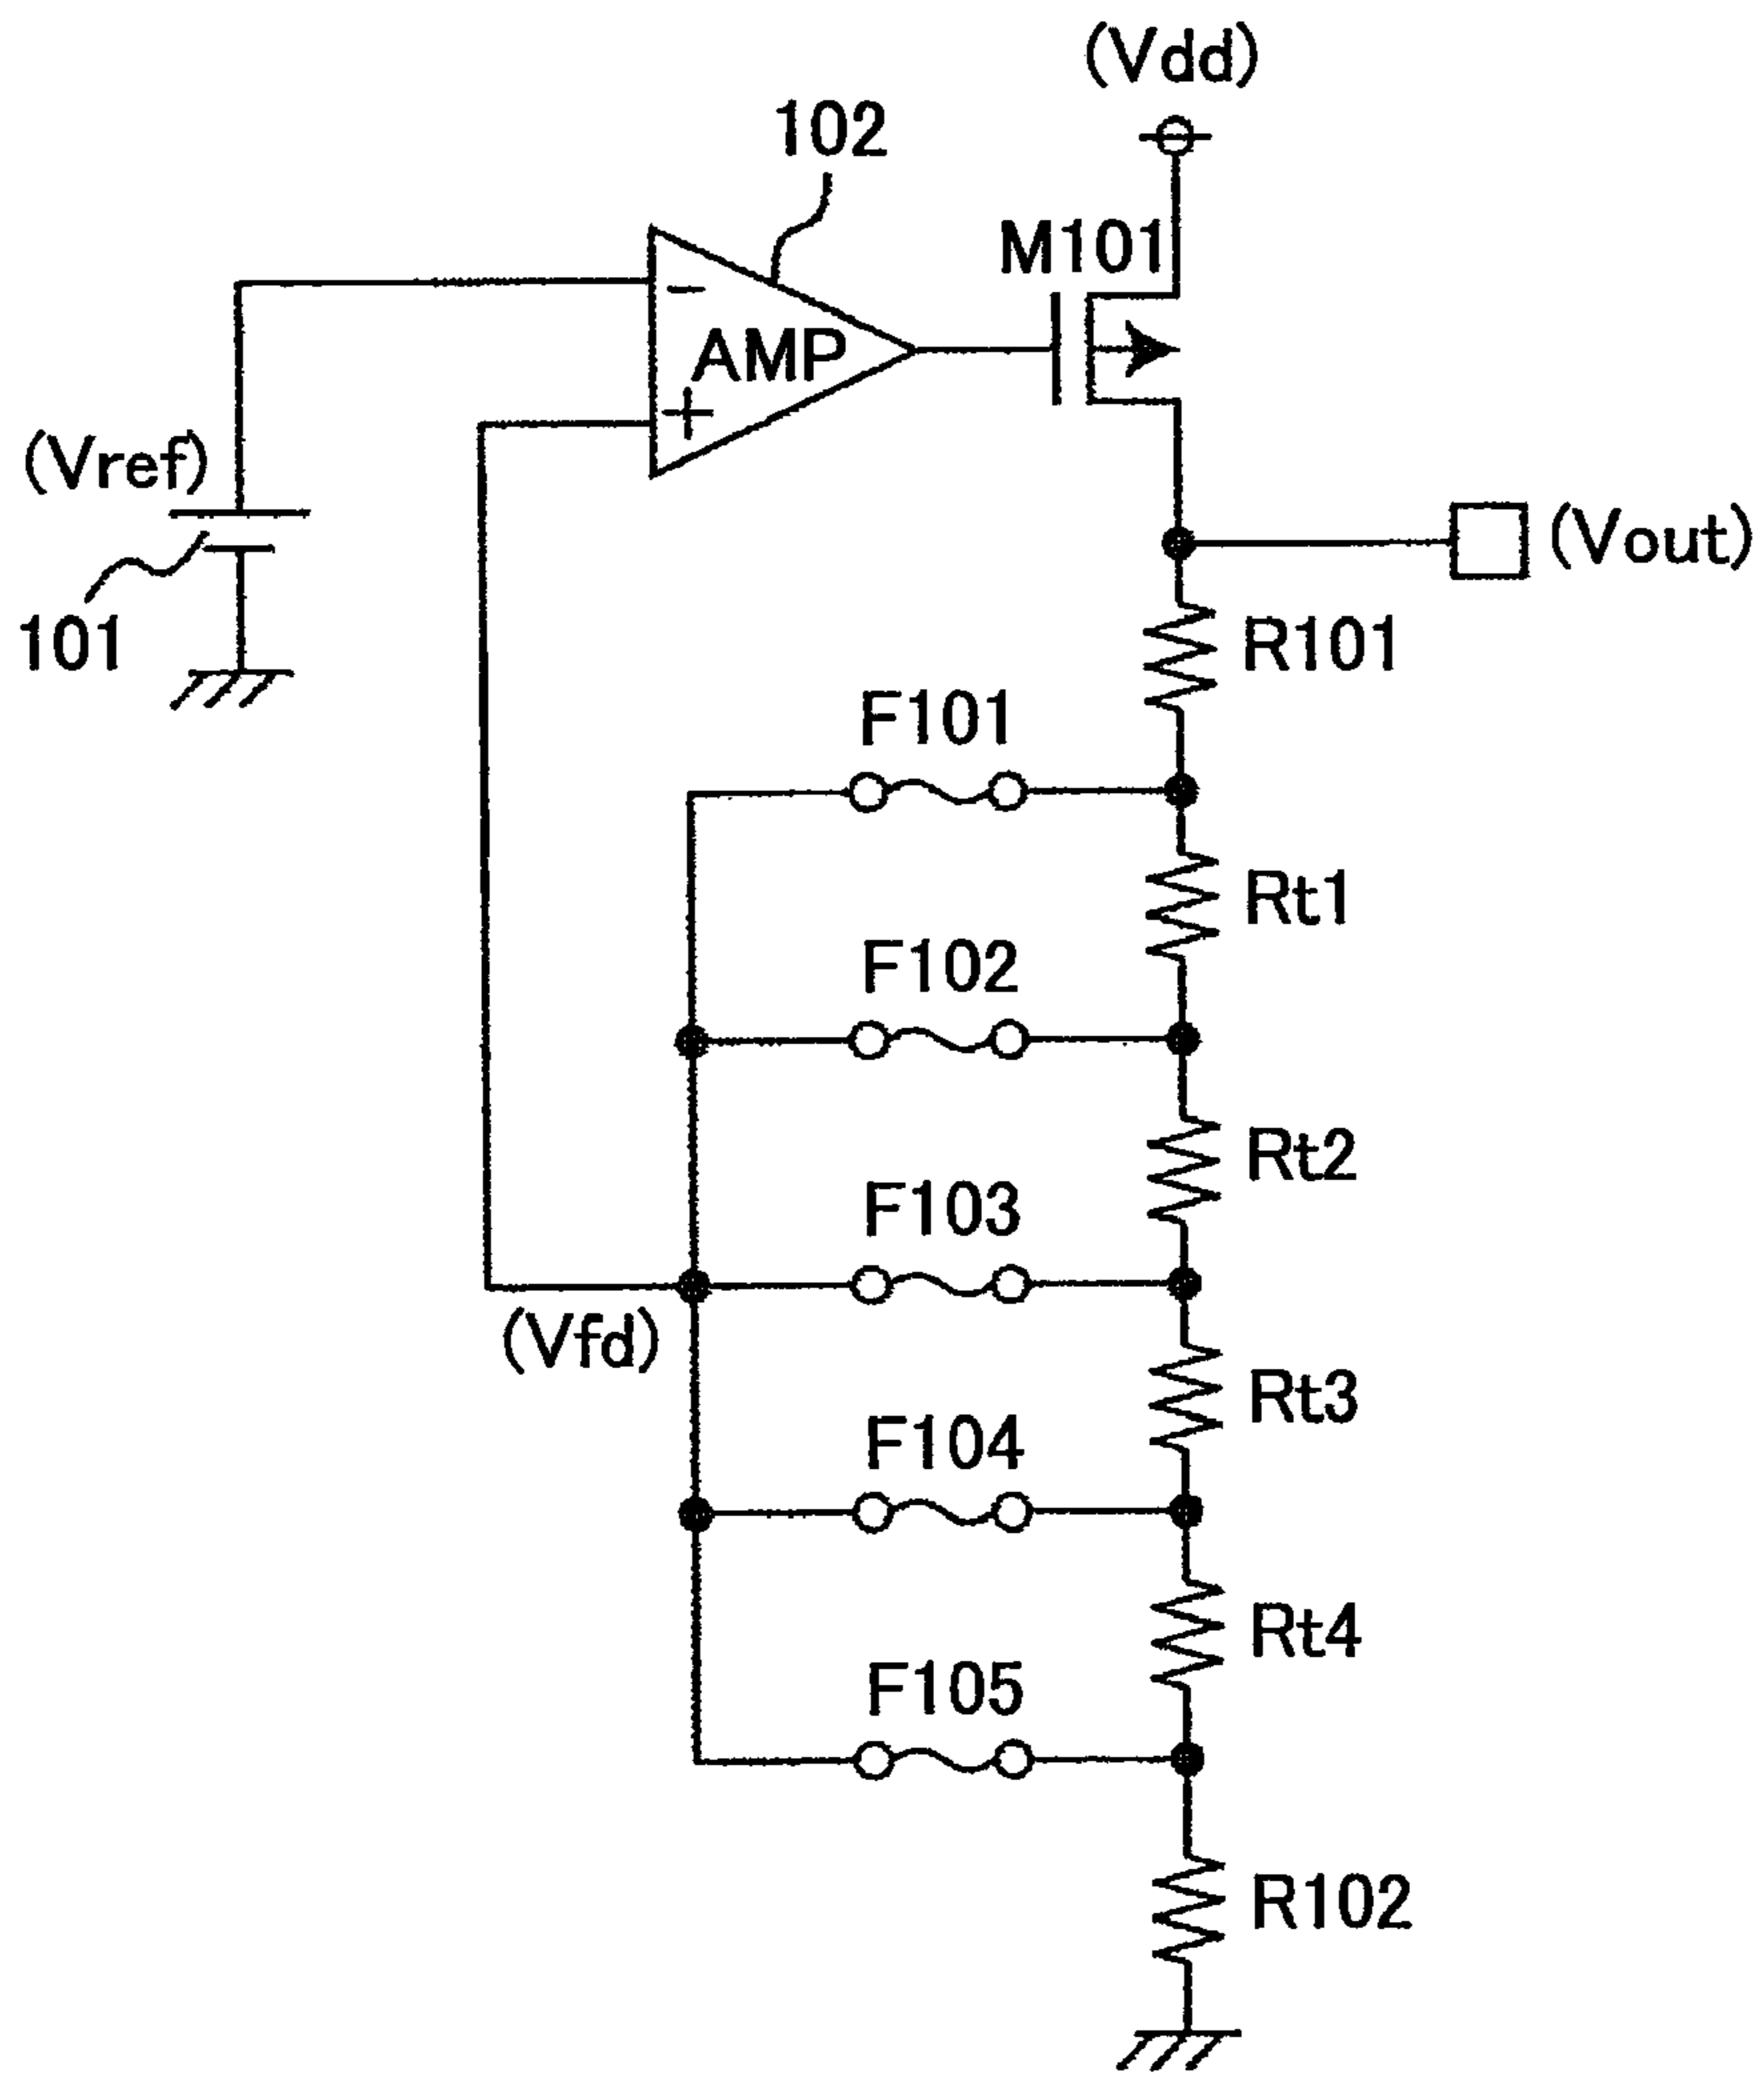 (Vdd)
102
M101
-
AMP
+
(Vref)
(Vout)
101
R101
F101
Rt1
F102
Rt2
F103
(Vfd)
Rt3
F104
Rt4
F105
R102